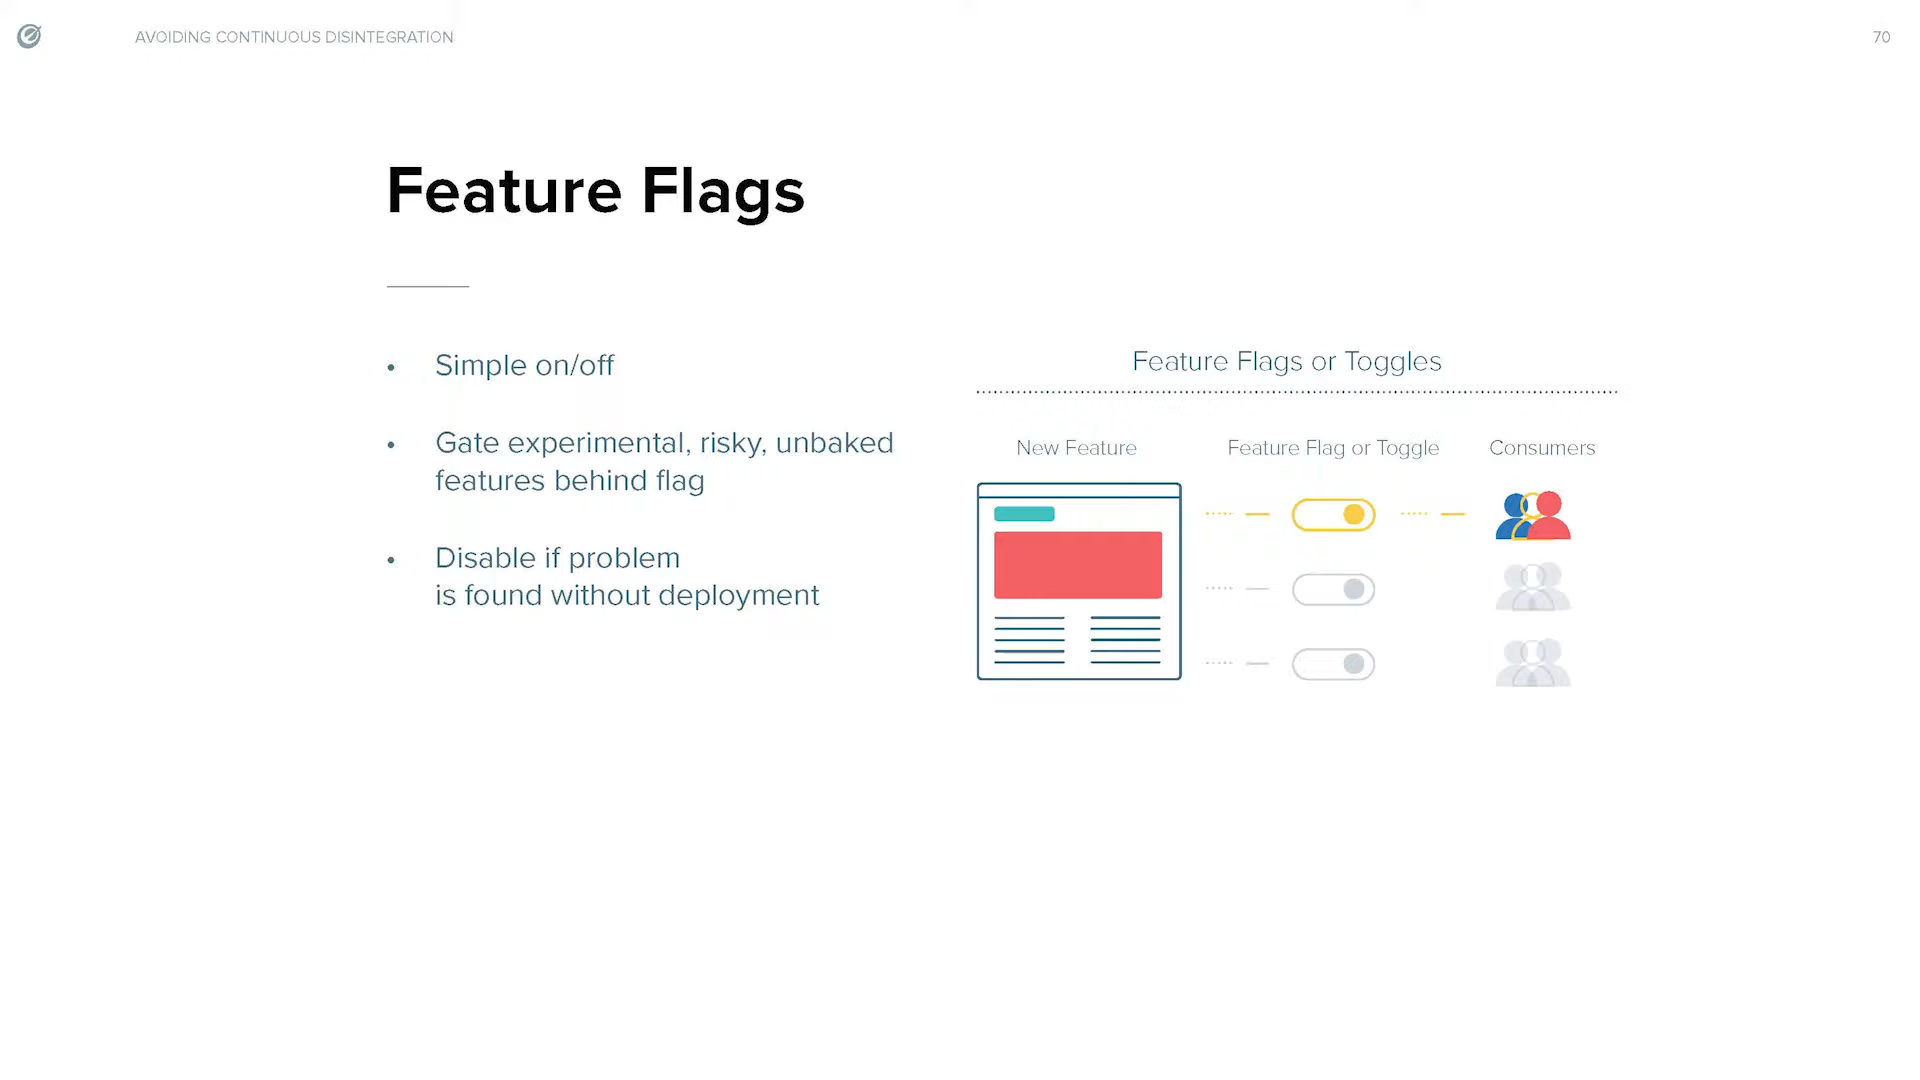 AVOIDING CONTINUOUS DISINTEGRATION
70
Feature Flags
• Simple on/off
• Gate experimental, risky, unbaked
features behind flag
• Disable if problem
is found without deployment
Feature Flags or Toggles
New Feature
Feature Flag or Toggle
Consumers